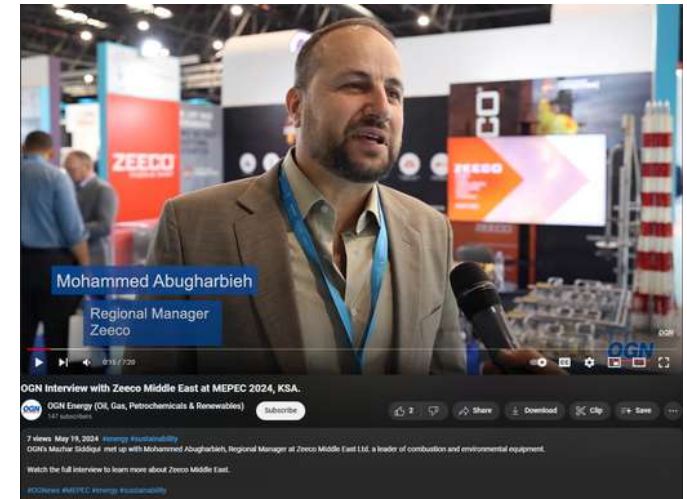 ZEECO
ZEECO
Mohammed Abugharbieh
Regional Manager
Zeeco
OGN
OGN
0:15 / 7:20
CC
OGN Interview with Zeeco Middle East at MEPEC 2024, KSA.
OGN
OGN Energy (Oil, Gas, Petrochemicals & Renewables)
147 subscribers
Subscribe
2
Share
Download
Clip
Save
7 views May 19, 2024 #energy #sustainability
OGN's Mazhar Siddiqui met up with Mohammed Abugharbieh, Regional Manager at Zeeco Middle East Ltd. a leader of combustion and environmental equipment.
Watch the full interview to learn more about Zeeco Middle East.
#OGNnews #MEPEC #energy #sustainability